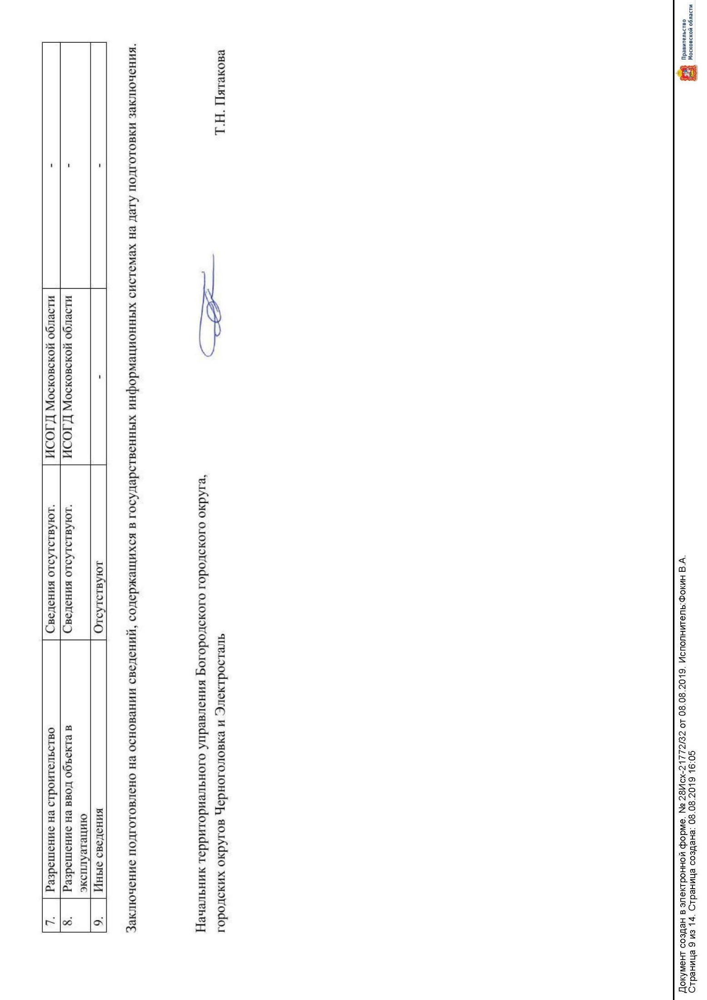 7. Разрешение на строительство Сведения отсутствуют. ИСОГД Московской области -
8. Разрешение на ввод объекта в Сведения отсутствуют. ИСОГД Московской области -
эксплуатацию
9. Иные сведения Отсутствуют - -
Заключение подготовлено на основании сведений, содержащихся в государственных информационных системах на дату подготовки заключения.
Начальник территориального управления Богородского городского округа,
городских округов Черноголовка и Электросталь Т.Н. Пятакова
Документ создан в электронной форме. № 28Исх-21772/32 от 08.08.2019. Исполнитель:Фокин В.А.
Страница 9 из 14. Страница создана: 08.08.2019 16:05
Правительство
Московской области